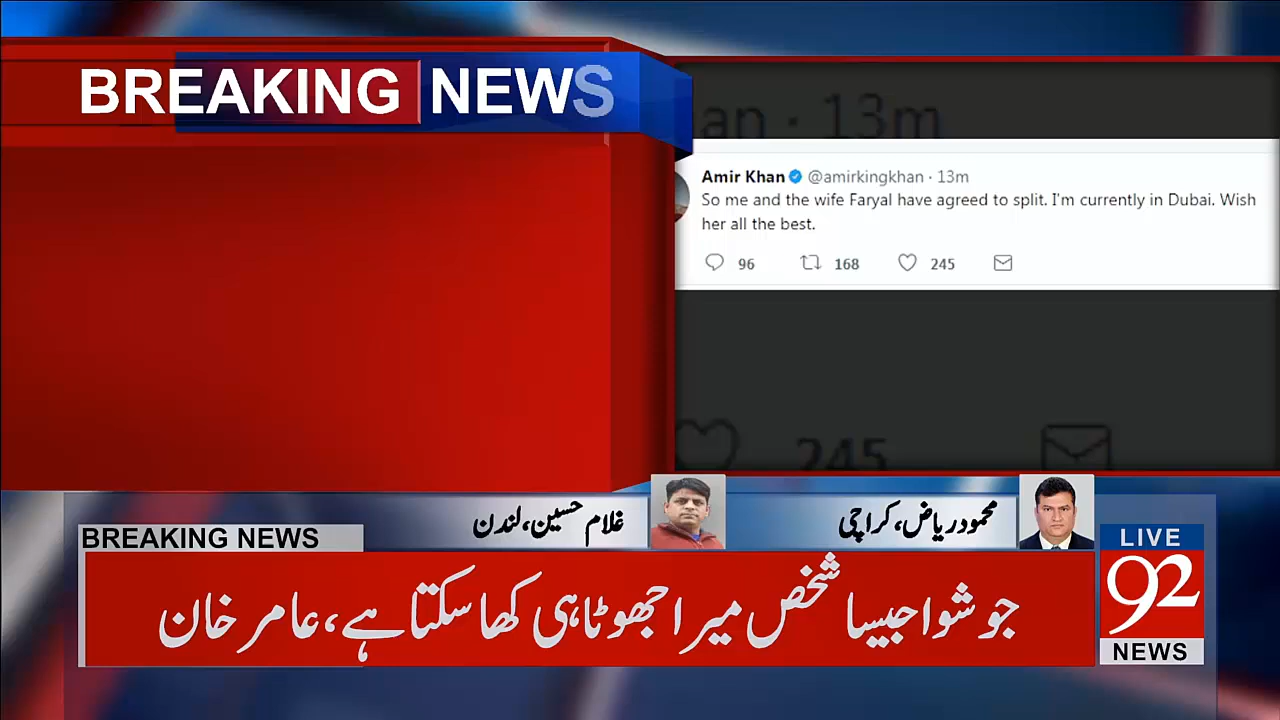 BREAKING NEWS
an · 13m
Amir Khan @amirkingkhan · 13m
So me and the wife Faryal have agreed to split. I'm currently in Dubai. Wish
her all the best.
96 168 245
245
محمود ریاض، کراچی
غلام حسین، لندن
BREAKING NEWS
جوشوا جیسا شخص میرا جھوٹا ہی کھا سکتا ہے، عامر خان
LIVE
92
NEWS